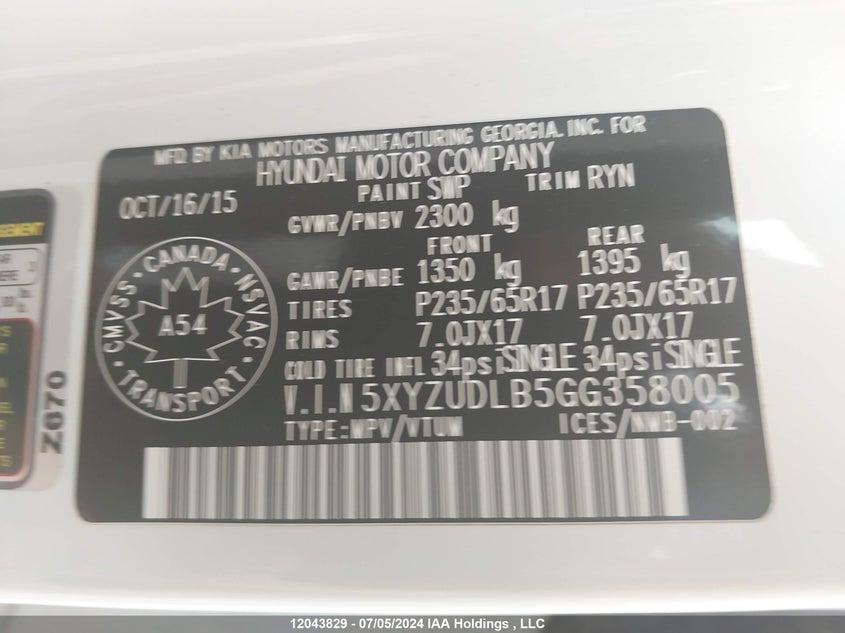 MFD BY KIA MOTORS MANUFACTURING GEORGIA. INC. FOR
HYUNDAI MOTOR COMPANY
OCT/16/15 PAINT SWP TRIM RYN
GVWR/PNBV 2300 kg
FRONT REAR
GAWR/PNBE 1350 kg 1395 kg
TIRES P235/65R17 P235/65R17
RIMS 7.0JX17 7.0JX17
COLD TIRE INFL 34psi SINGLE 34psi SINGLE
V.I.N 5XYZUDLB5GG358005
TYPE:MPV/VTUM ICES/NMB-002
CMVSS · CANADA · NSVAC · TRANSPORT
A54
Z670
12043829 - 07/05/2024 IAA Holdings , LLC